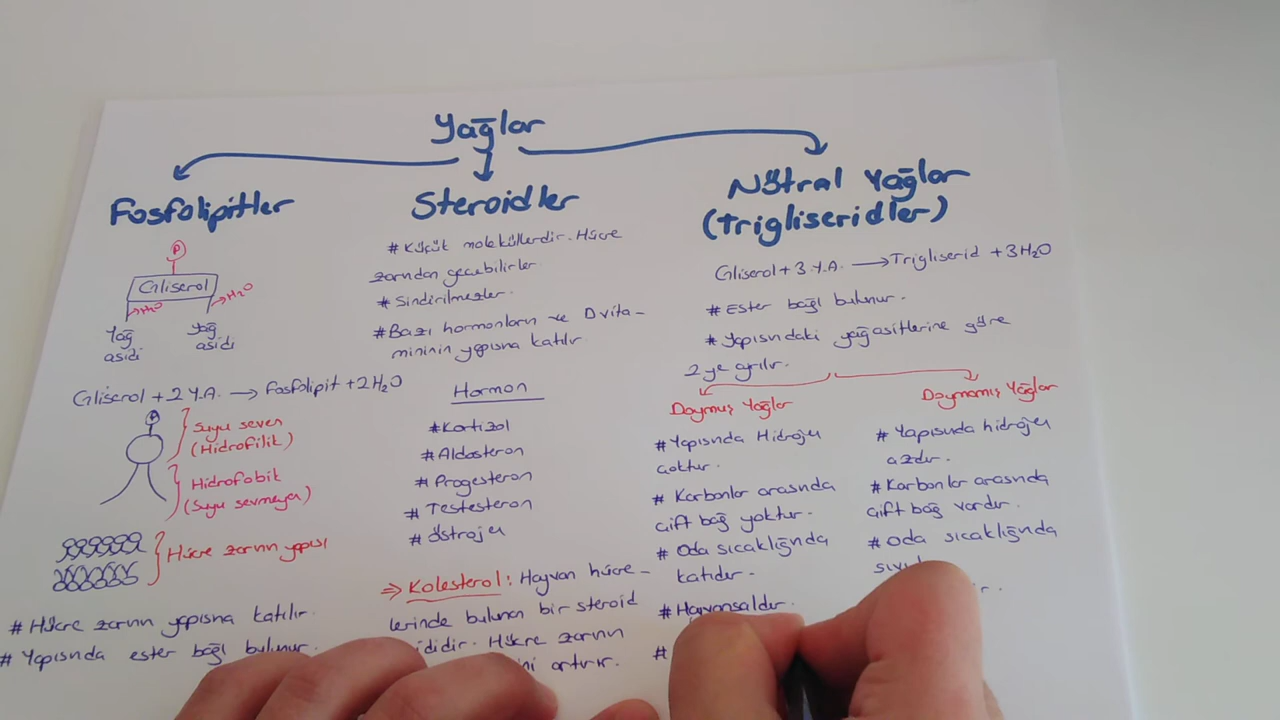 Yağlar
Fosfolipitler
P
Gliserol
H2O
H2O
Yağ
asidi
yağ
asidi
Gliserol + 2 Y.A. → Fosfolipit + 2H2O
P
Suyu seven
(Hidrofilik)
Hidrofobik
(Suyu sevmeyen)
Hücre zarının yapısı
# Hücre zarının yapısına katılır.
# Yapısında ester bağı bulunur.
Steroidler
# Küçük moleküllerdir. Hücre
zarından geçebilirler.
# Sindirilmezler.
# Bazı hormonların ve D vita-
mininin yapısına katılır.
Hormon
# Kortizol
# Aldosteron
# Progesteron
# Testesteron
# östrojen
⇒ Kolesterol: Hayvan hücre-
lerinde bulunan bir steroid
Hücre zarının
artırır.
Nötral Yağlar
(Trigliseridler)
Gliserol + 3 Y.A. → Trigliserid + 3H2O
# Ester bağı bulunur.
# Yapısındaki yağ asitlerine göre
2 ye ayrılır.
Doymuş Yağlar
# Yapısında Hidrojen
çoktur.
# Karbonlar arasında
çift bağ yoktur.
# Oda sıcaklığında
katıdır.
# Hayvansaldır.
#
Doymamış Yağlar
# Yapısında hidrojen
azdır.
# Karbonlar arasında
çift bağ vardır.
# Oda sıcaklığında